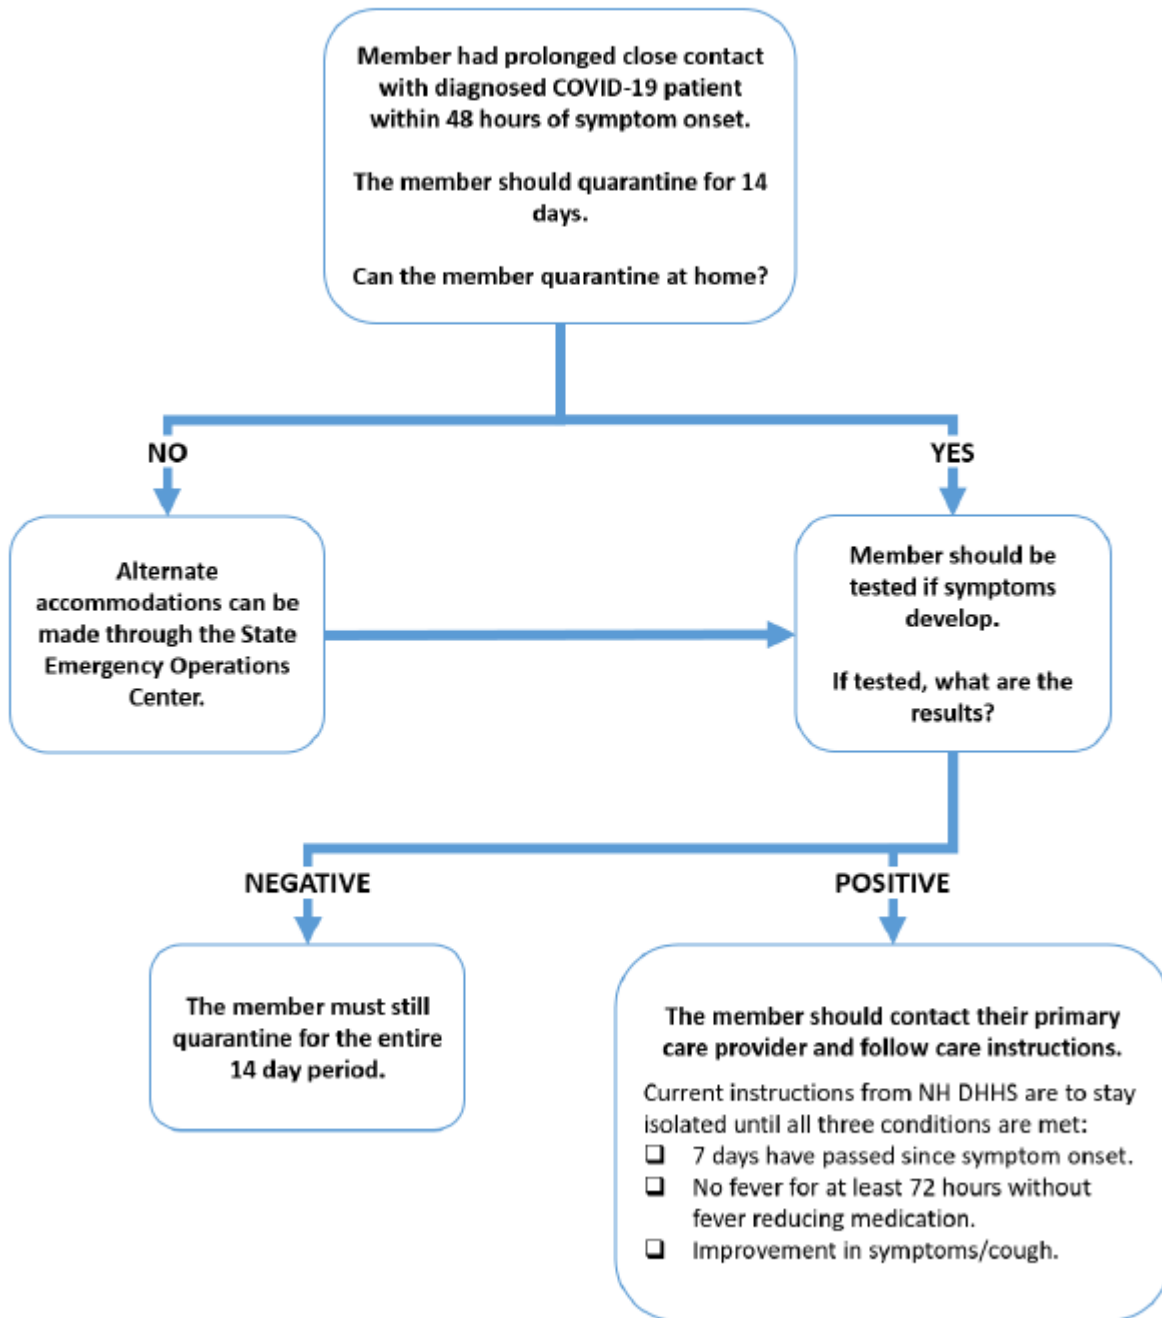 Member had prolonged close contact
with diagnosed COVID-19 patient
within 48 hours of symptom onset.
The member should quarantine for 14
days.
Can the member quarantine at home?
NO
YES
Alternate
accommodations can be
made through the State
Emergency Operations
Center.
Member should be
tested if symptoms
develop.
If tested, what are the
results?
NEGATIVE
POSITIVE
The member must still
quarantine for the entire
14 day period.
The member should contact their primary
care provider and follow care instructions.
Current instructions from NH DHHS are to stay
isolated until all three conditions are met:
❑ 7 days have passed since symptom onset.
❑ No fever for at least 72 hours without
fever reducing medication.
❑ Improvement in symptoms/cough.